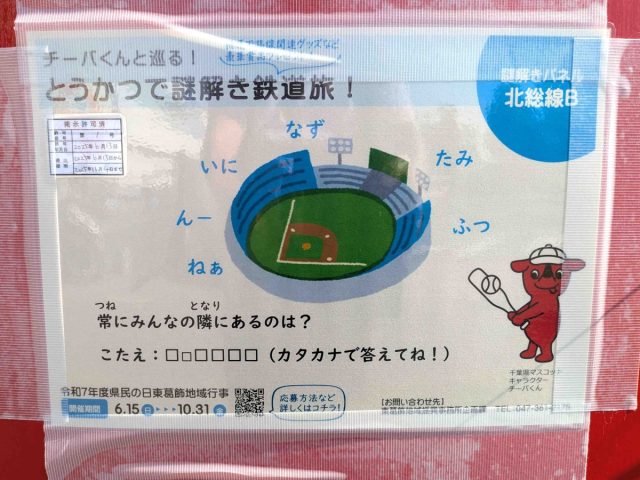 チーバくんと巡る！
とうかつで謎解き鉄道旅！
謎解きパネル
北総線B
なず
いに
たみ
んー
ふつ
ねぁ
つね
となり
常にみんなの隣にあるのは？
こたえ：□□□□□□（カタカナで答えてね！）
千葉県マスコット
キャラクター
チーバくん
令和7年度県民の日東葛飾地域行事
開催期間 6.15 日 10.31 金
応募方法など
詳しくはコチラ！
【お問い合わせ先】
TEL 047-361